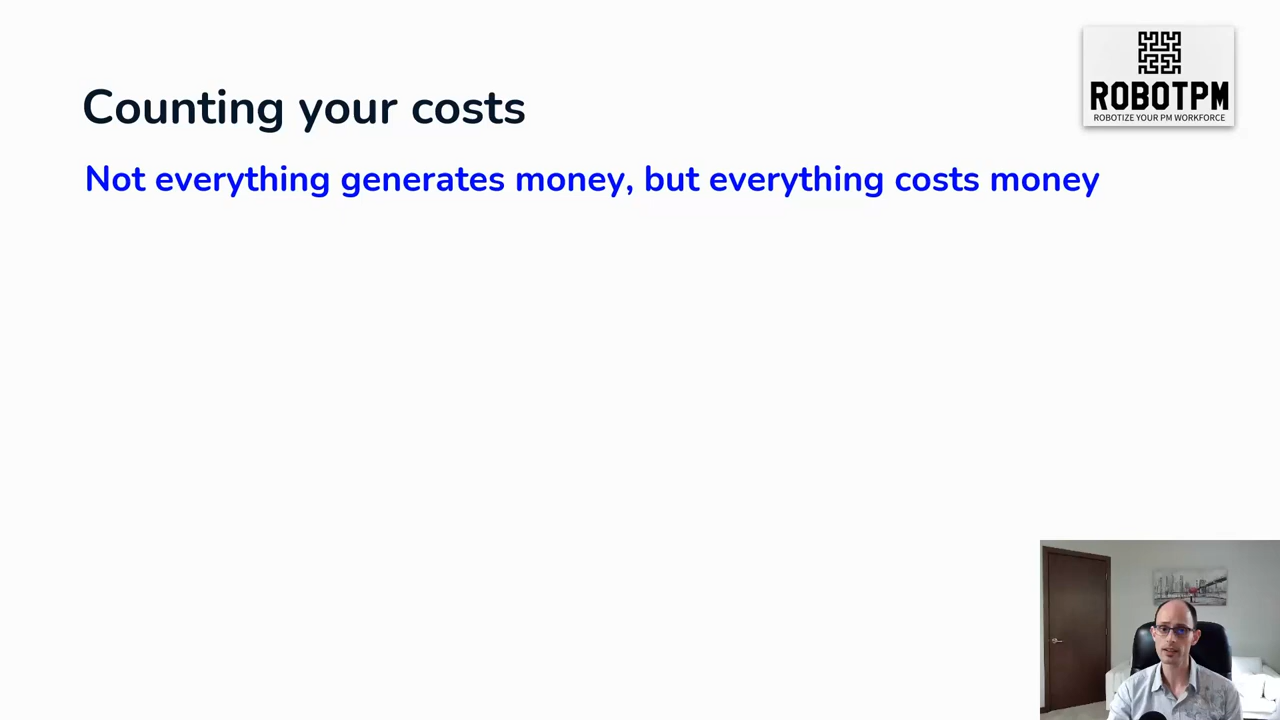 Counting your costs
ROBOTPM
ROBOTIZE YOUR PM WORKFORCE
Not everything generates money, but everything costs money